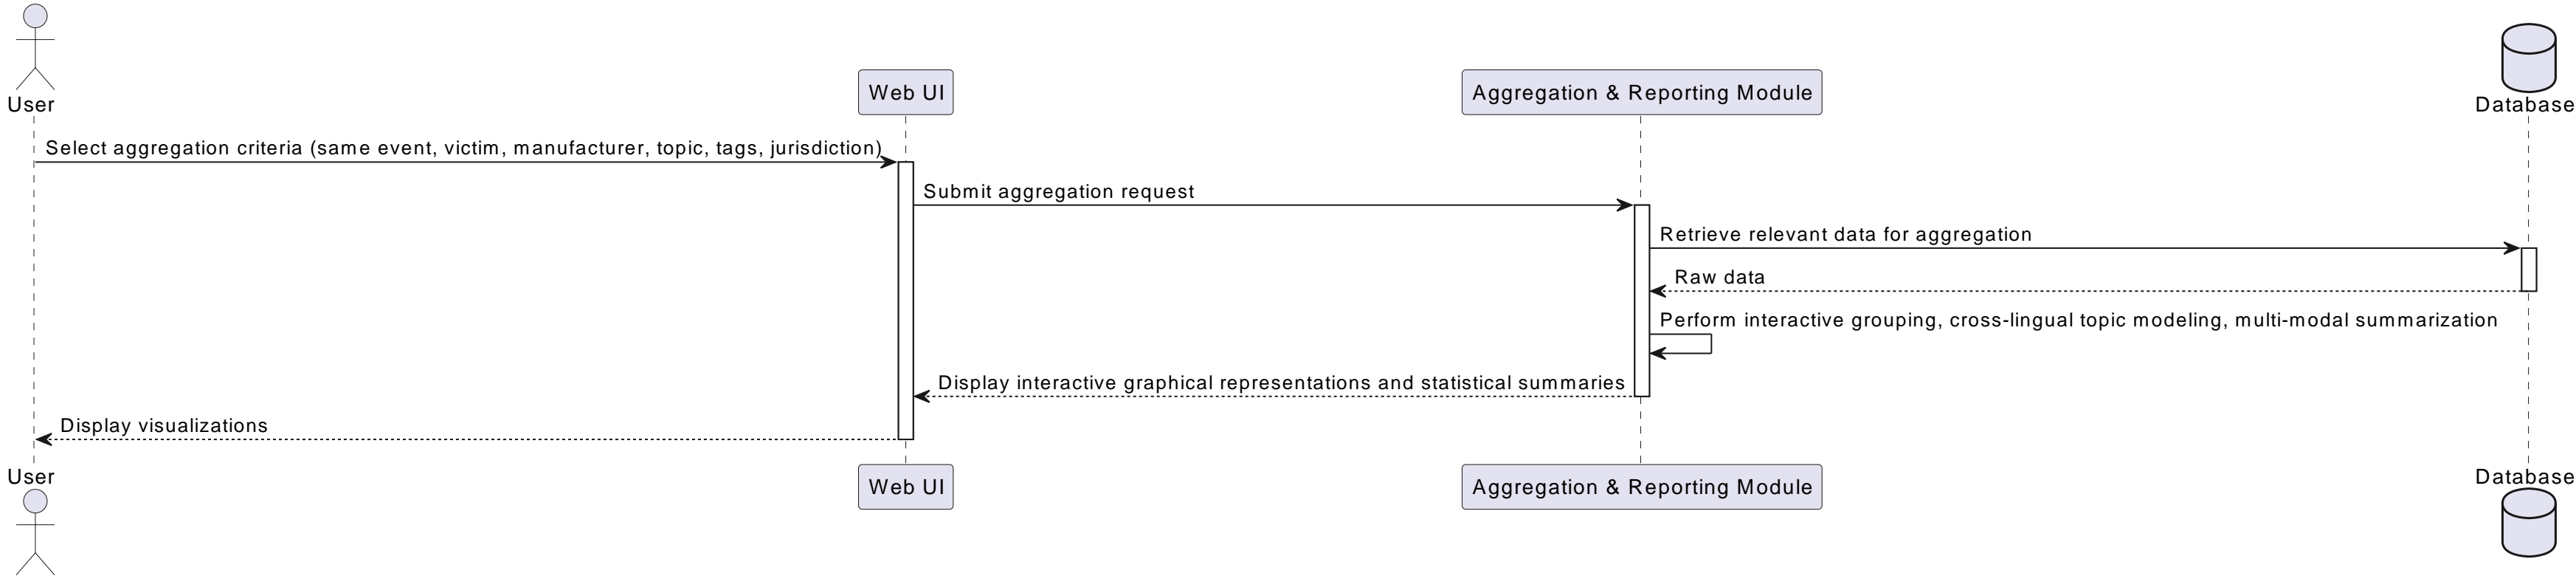 User
Web UI
Aggregation & Reporting Module
Database
Select aggregation criteria (same event, victim, manufacturer, topic, tags, jurisdiction)
Submit aggregation request
Retrieve relevant data for aggregation
Raw data
Perform interactive grouping, cross-lingual topic modeling, multi-modal summarization
Display interactive graphical representations and statistical summaries
Display visualizations
User
Web UI
Aggregation & Reporting Module
Database